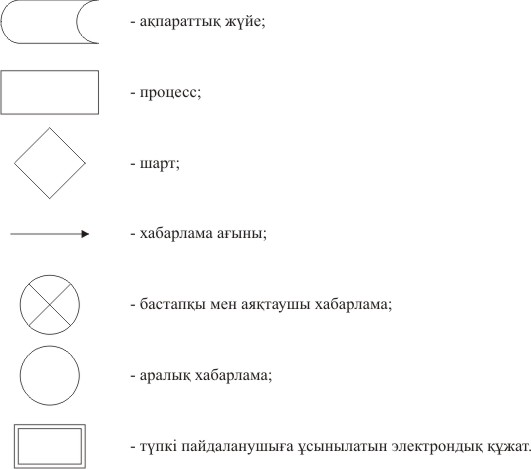 - ақпараттық жүйе;
- процесс;
- шарт;
- хабарлама ағыны;
- бастапқы мен аяқтаушы хабарлама;
- аралық хабарлама;
- түпкі пайдаланушыға ұсынылатын электрондық құжат.